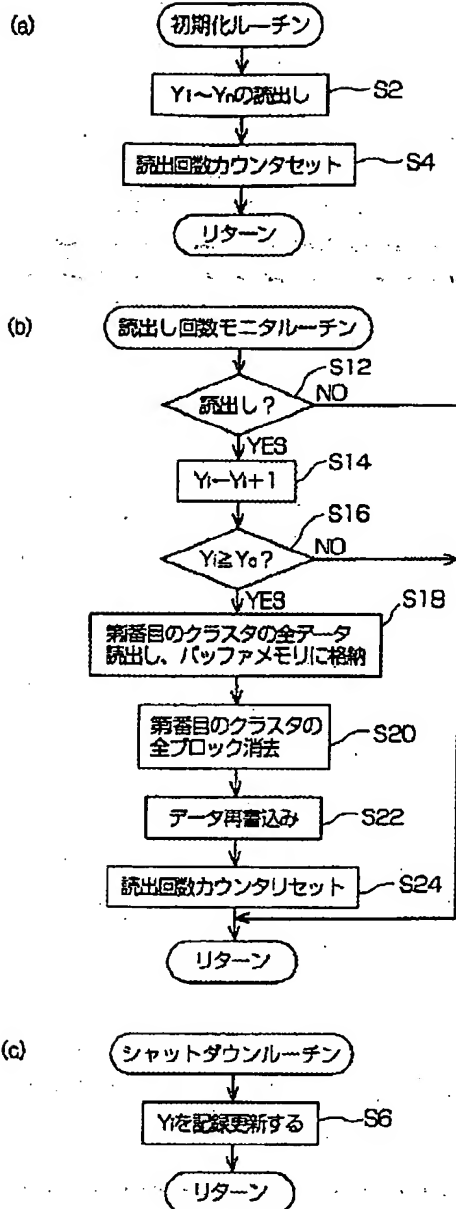 (a)
初期化ルーチン
Y₁～Yₙの読出し
S2
読出回数カウンタセット
S4
リターン
(b)
読出し回数モニタルーチン
S12
読出し？
NO
YES
S14
Yi←Yi+1
S16
Yi≧Y₀？
NO
YES
S18
第i番目のクラスタの全データ
読出し、バッファメモリに格納
第i番目のクラスタの
全ブロック消去
S20
データ再書込み
S22
読出回数カウンタリセット
S24
リターン
(c)
シャットダウンルーチン
Yiを記録更新する
S6
リターン